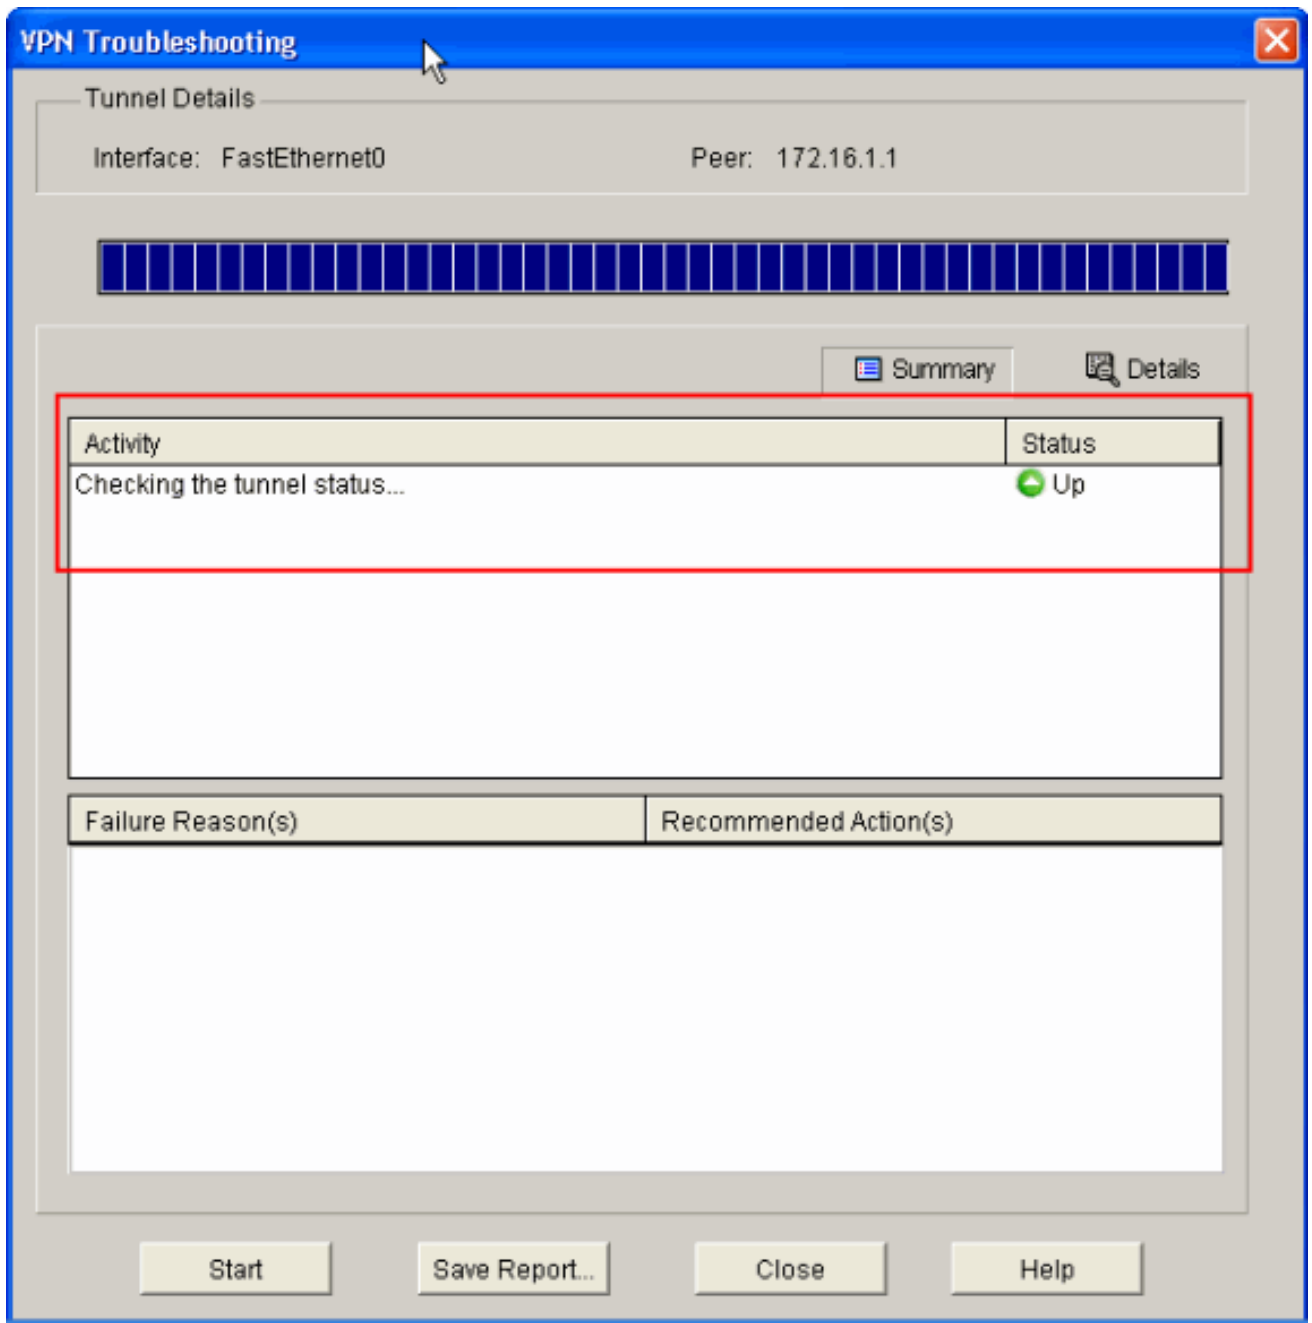 VPN Troubleshooting
Tunnel Details
Interface: FastEthernet0 Peer: 172.16.1.1
Summary Details
Activity Status
Checking the tunnel status... Up
Failure Reason(s) Recommended Action(s)
Start Save Report... Close Help